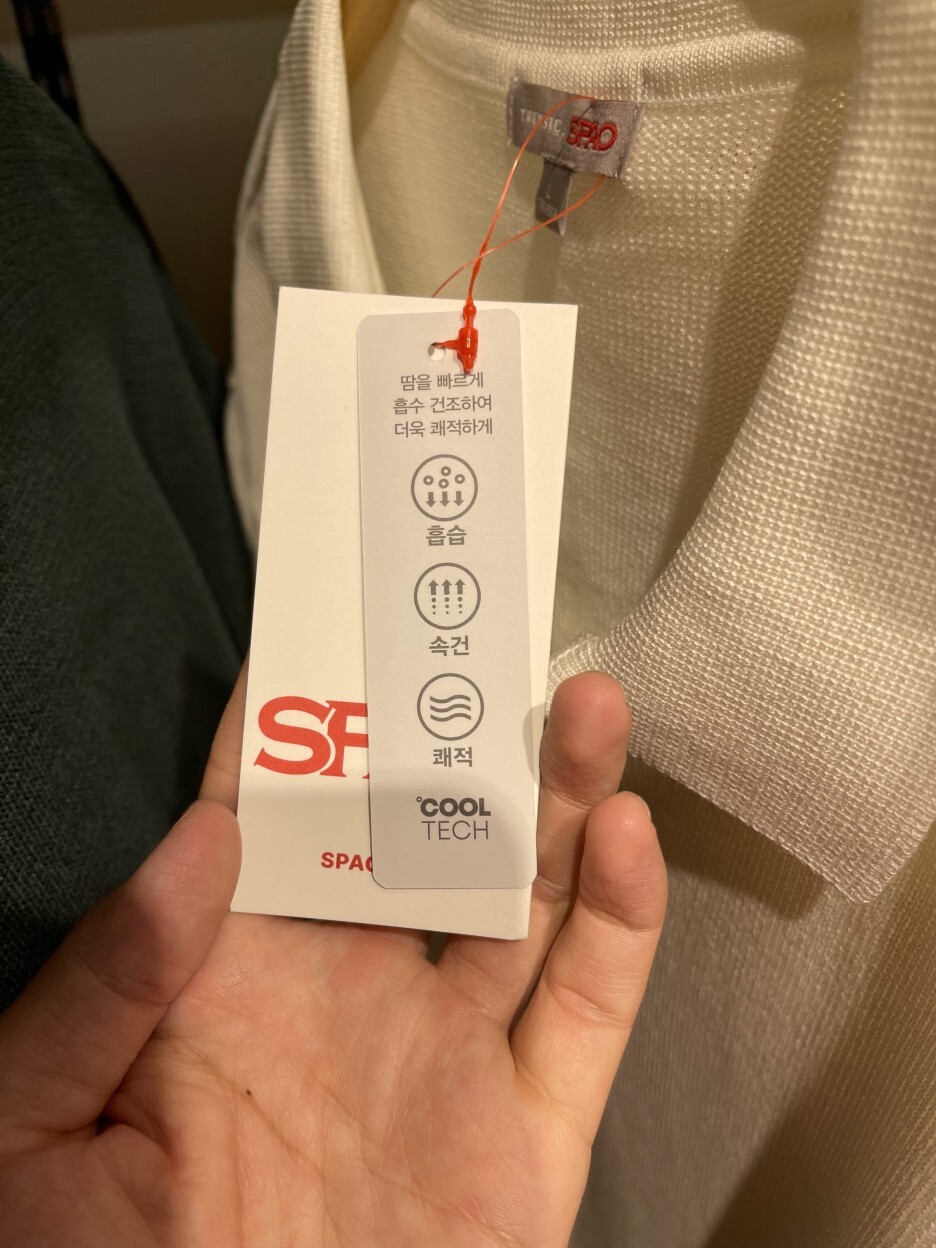 SPAO
땀을 빠르게
흡수 건조하여
더욱 쾌적하게
흡습
속건
쾌적
°COOL
TECH